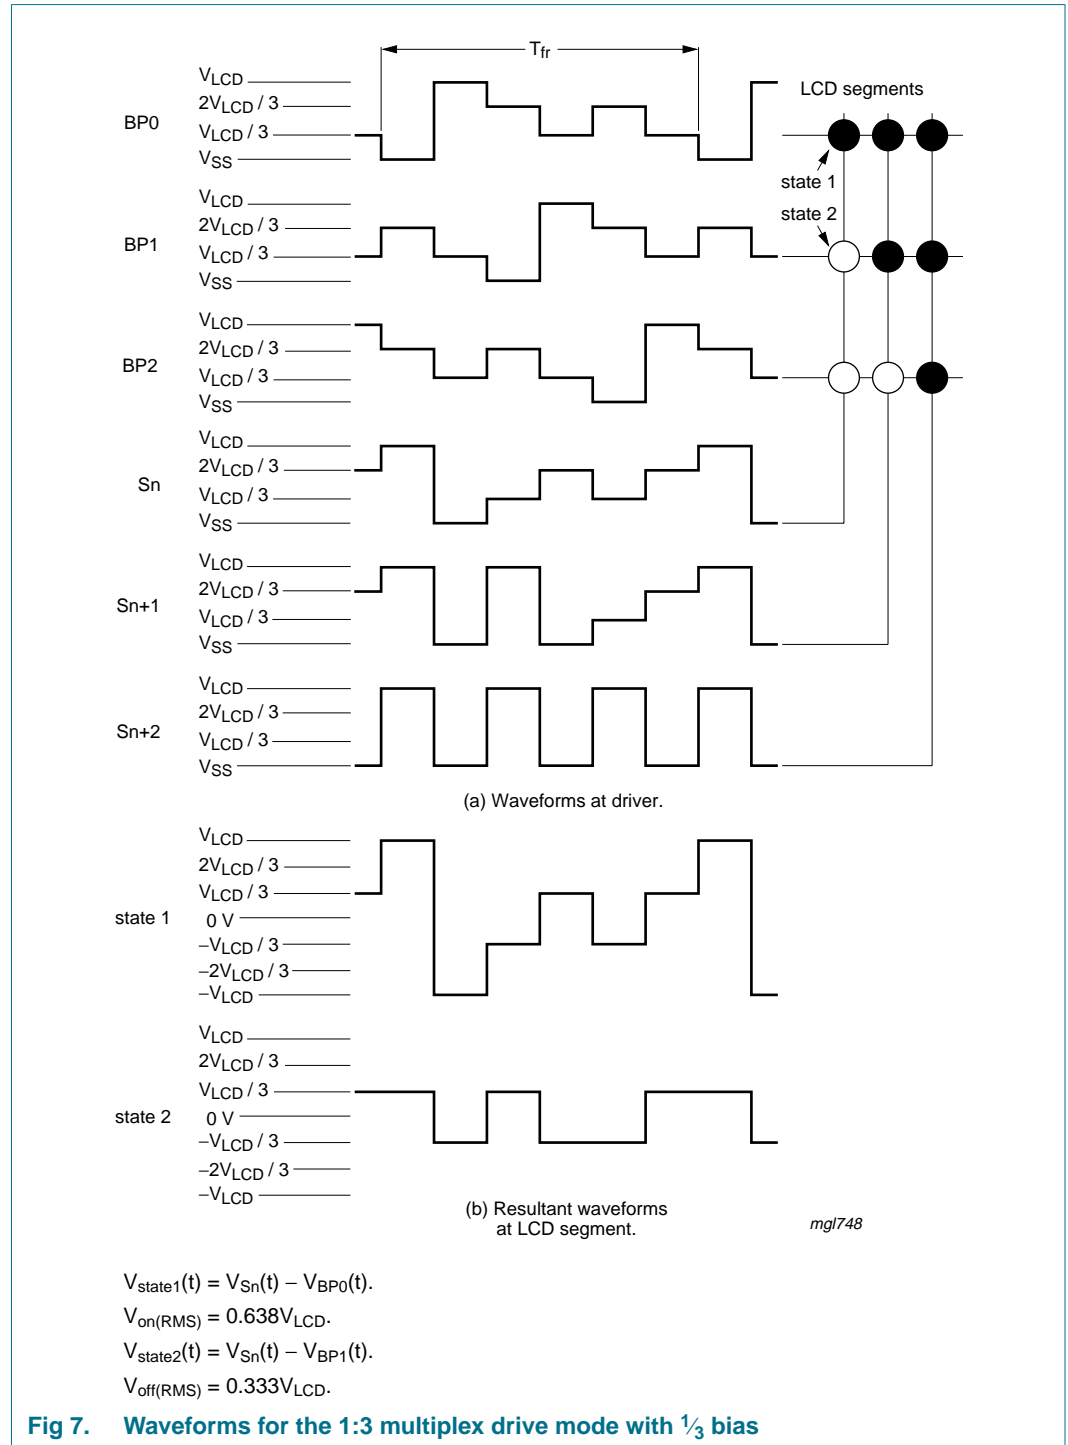 Tfr
VLCD
2VLCD / 3
BP0
VLCD / 3
VSS
LCD segments
state 1
VLCD
2VLCD / 3
BP1
VLCD / 3
VSS
state 2
VLCD
2VLCD / 3
BP2
VLCD / 3
VSS
VLCD
2VLCD / 3
Sn
VLCD / 3
VSS
VLCD
2VLCD / 3
Sn+1
VLCD / 3
VSS
VLCD
2VLCD / 3
Sn+2
VLCD / 3
VSS
(a) Waveforms at driver.
VLCD
2VLCD / 3
VLCD / 3
state 1
0 V
−VLCD / 3
−2VLCD / 3
−VLCD
VLCD
2VLCD / 3
VLCD / 3
state 2
0 V
−VLCD / 3
−2VLCD / 3
−VLCD
(b) Resultant waveforms
at LCD segment.
mgl748
Vstate1(t) = VSn(t) − VBP0(t).
Von(RMS) = 0.638VLCD.
Vstate2(t) = VSn(t) − VBP1(t).
Voff(RMS) = 0.333VLCD.
Fig 7. Waveforms for the 1:3 multiplex drive mode with 1⁄3 bias